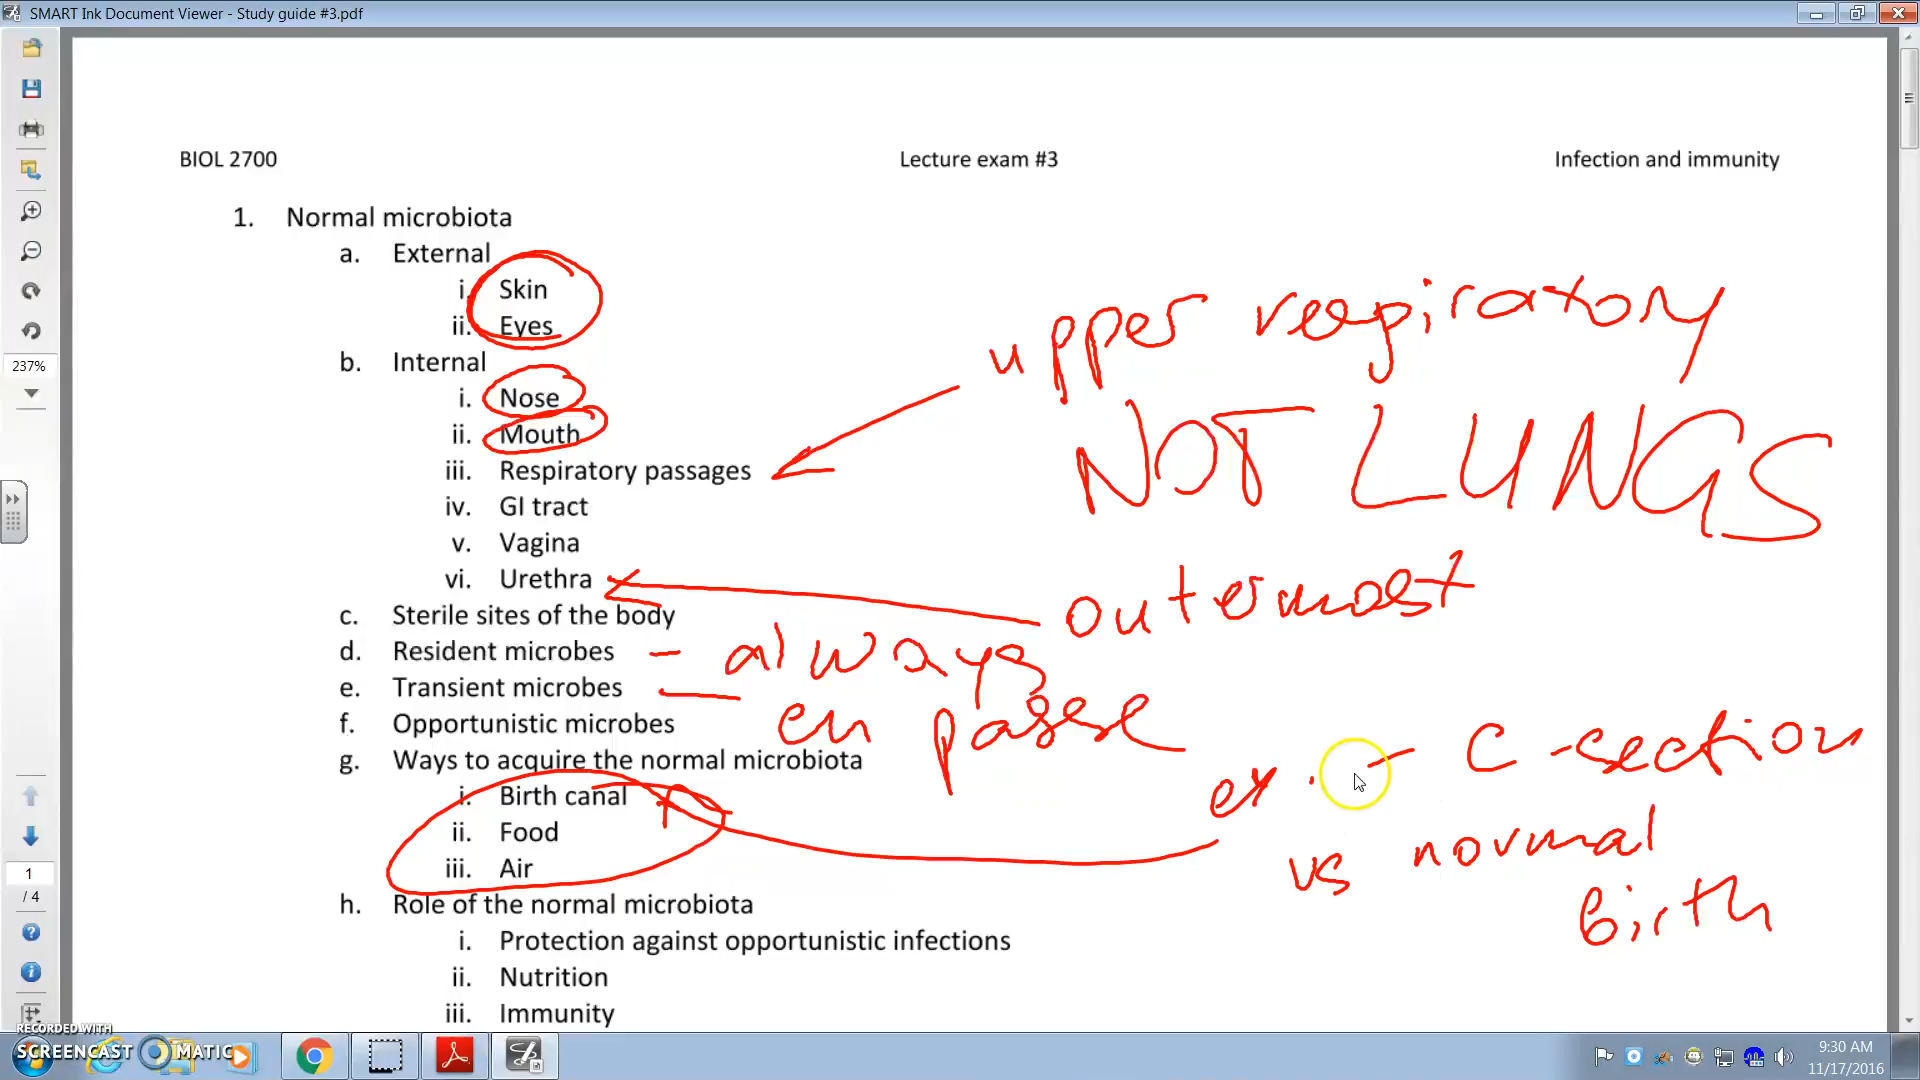 SMART Ink Document Viewer - Study guide #3.pdf
BIOL 2700 Lecture exam #3 Infection and immunity
1. Normal microbiota
a. External
i. Skin
ii. Eyes
b. Internal
i. Nose
ii. Mouth
iii. Respiratory passages
iv. GI tract
v. Vagina
vi. Urethra
c. Sterile sites of the body
d. Resident microbes
e. Transient microbes
f. Opportunistic microbes
g. Ways to acquire the normal microbiota
i. Birth canal
ii. Food
iii. Air
h. Role of the normal microbiota
i. Protection against opportunistic infections
ii. Nutrition
iii. Immunity
upper respiratory
NOT LUNGS
outermost
- always
- en passe
ex. - C-section
vs normal
birth
237%
1
/ 4
RECORDED WITH
SCREENCAST MATIC
9:30 AM
11/17/2016